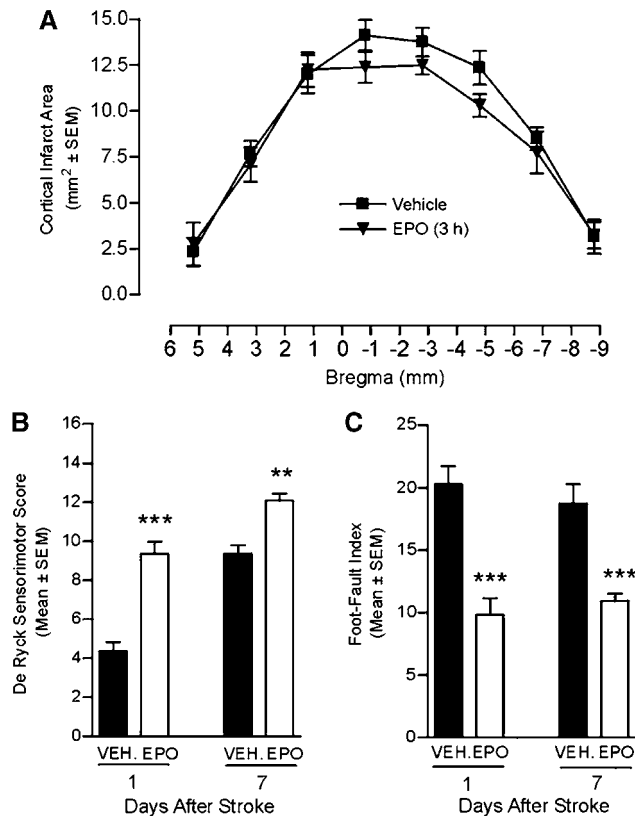 A
Cortical Infarct Area
(mm² ± SEM)
15.0
12.5
10.0
7.5
5.0
2.5
0.0
Vehicle
EPO (3 h)
6 5 4 3 2 1 0 -1 -2 -3 -4 -5 -6 -7 -8 -9
Bregma (mm)
B
De Ryck Sensorimotor Score
(Mean ± SEM)
16
14
12
10
8
6
4
2
0
***
**
VEH. EPO VEH. EPO
1 7
Days After Stroke
C
Foot-Fault Index
(Mean ± SEM)
25
20
15
10
5
0
***
***
VEH. EPO VEH. EPO
1 7
Days After Stroke